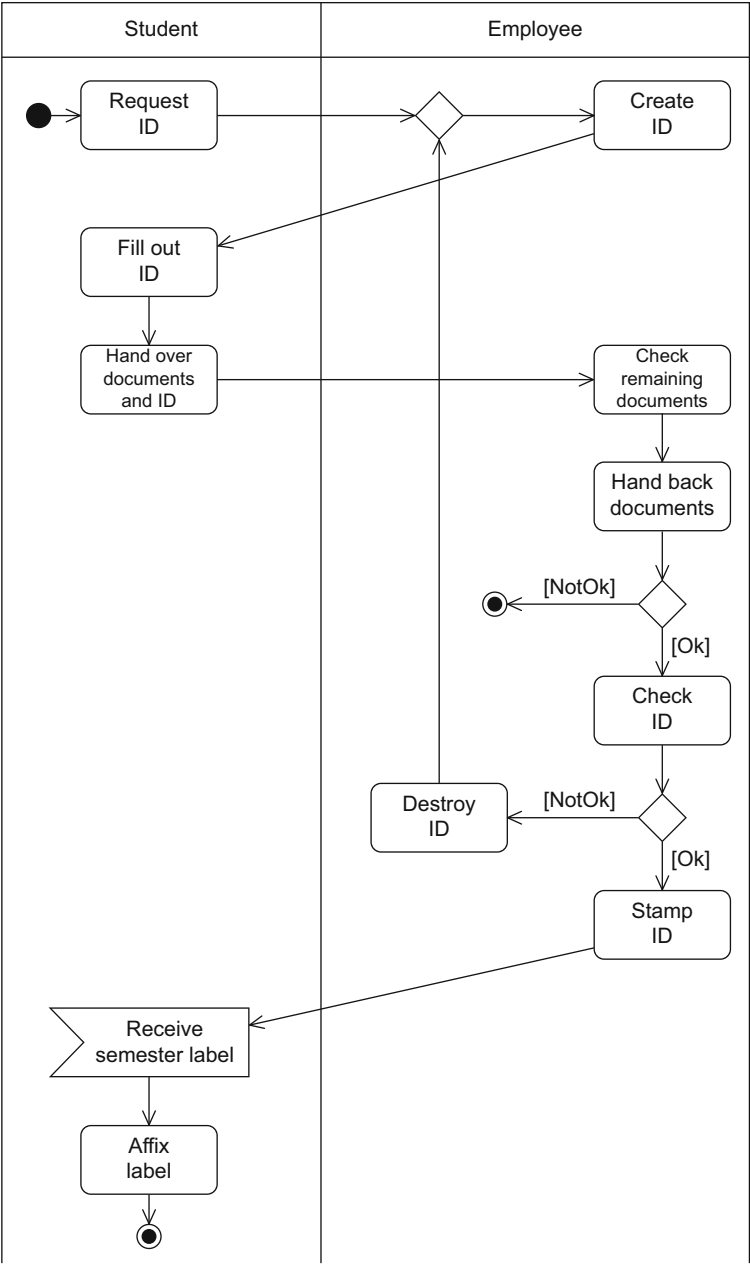 Student
Employee
Request
ID
Create
ID
Fill out
ID
Hand over
documents
and ID
Check
remaining
documents
Hand back
documents
[NotOk]
[Ok]
Check
ID
Destroy
ID
[NotOk]
[Ok]
Stamp
ID
Receive
semester label
Affix
label